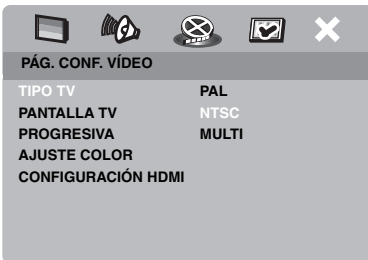 PÁG. CONF. VÍDEO
TIPO TV PAL
PANTALLA TV NTSC
PROGRESIVA MULTI
AJUSTE COLOR
CONFIGURACIÓN HDMI